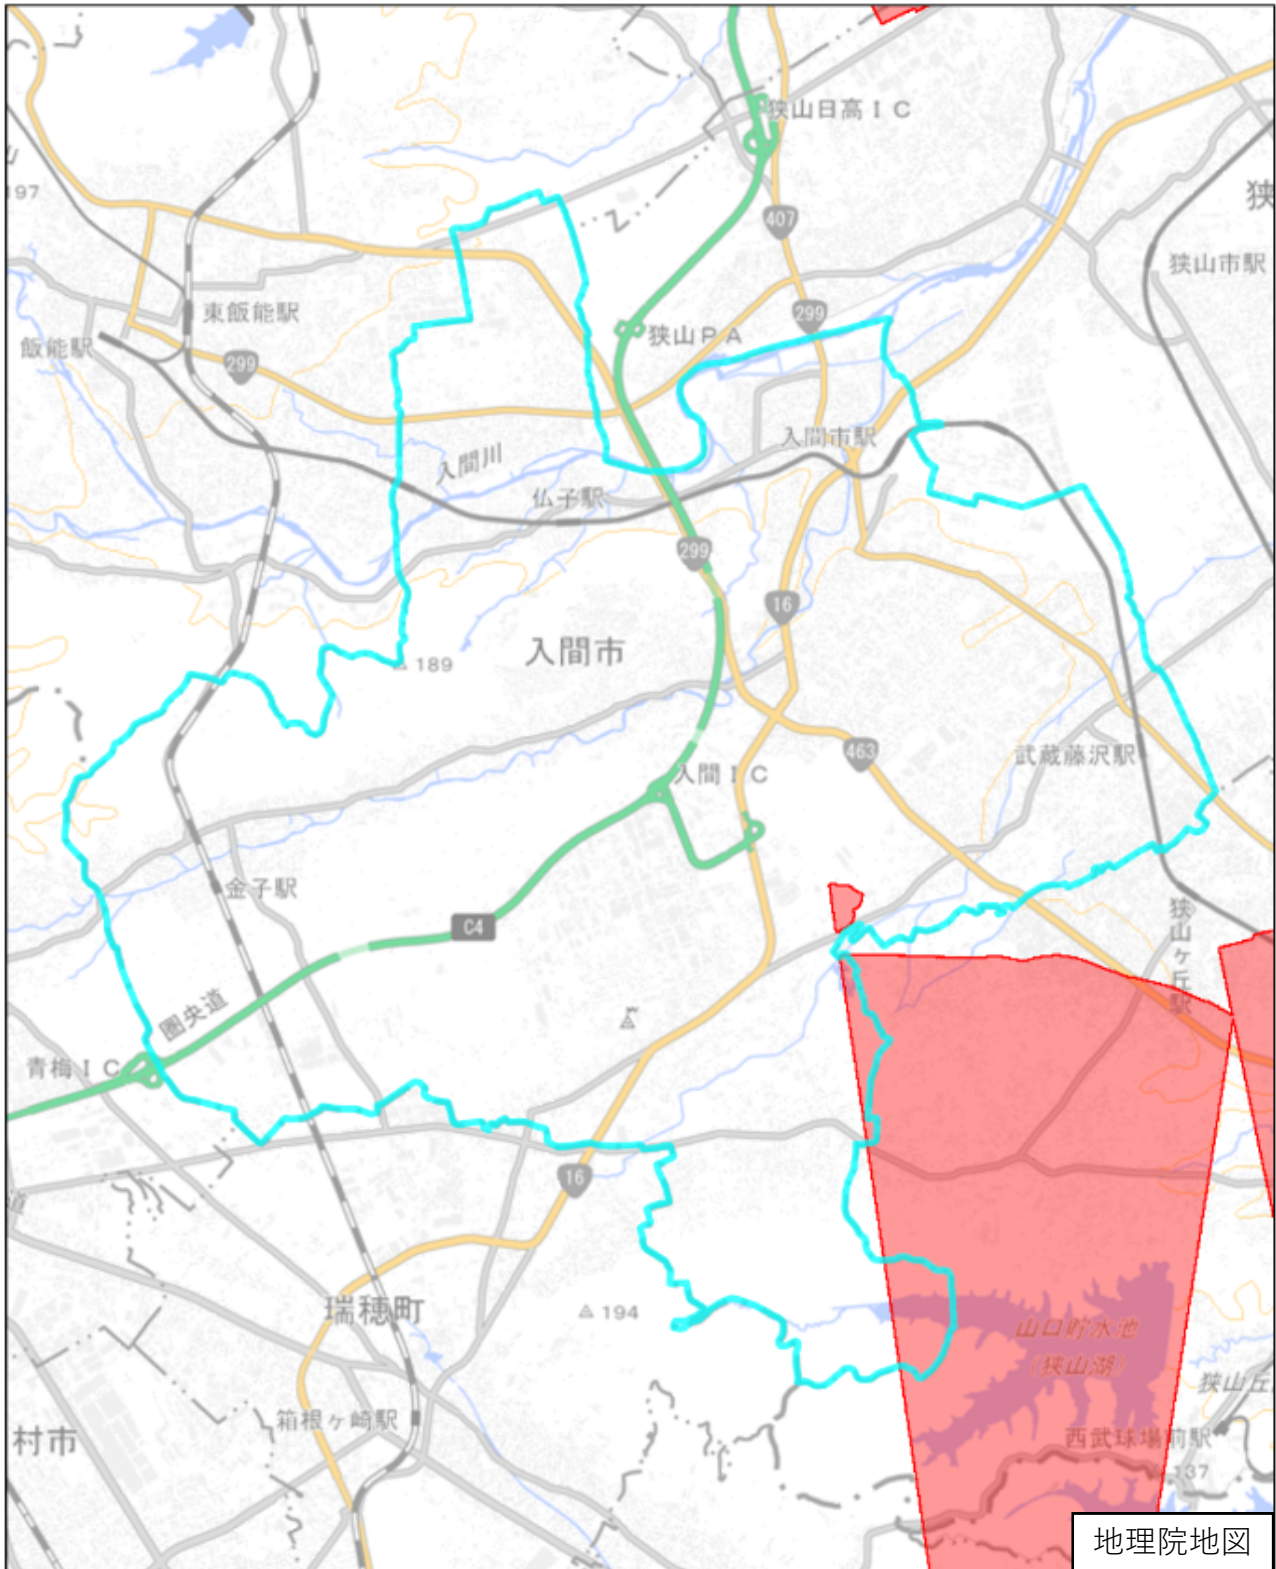 狭山日高ＩＣ
197
狭
407
狭山市駅
東飯能駅
299
狭山ＰＡ
飯能駅
299
入間市駅
入間川
仏子駅
299
16
入間市
189
463
武蔵藤沢駅
入間ＩＣ
金子駅
C4
狭山ヶ丘駅
圏央道
青梅ＩＣ
16
道
瑞穂町
194
山口貯水池
(狭山湖)
狭山丘
箱根ヶ崎駅
村市
西武球場前駅
137
地理院地図